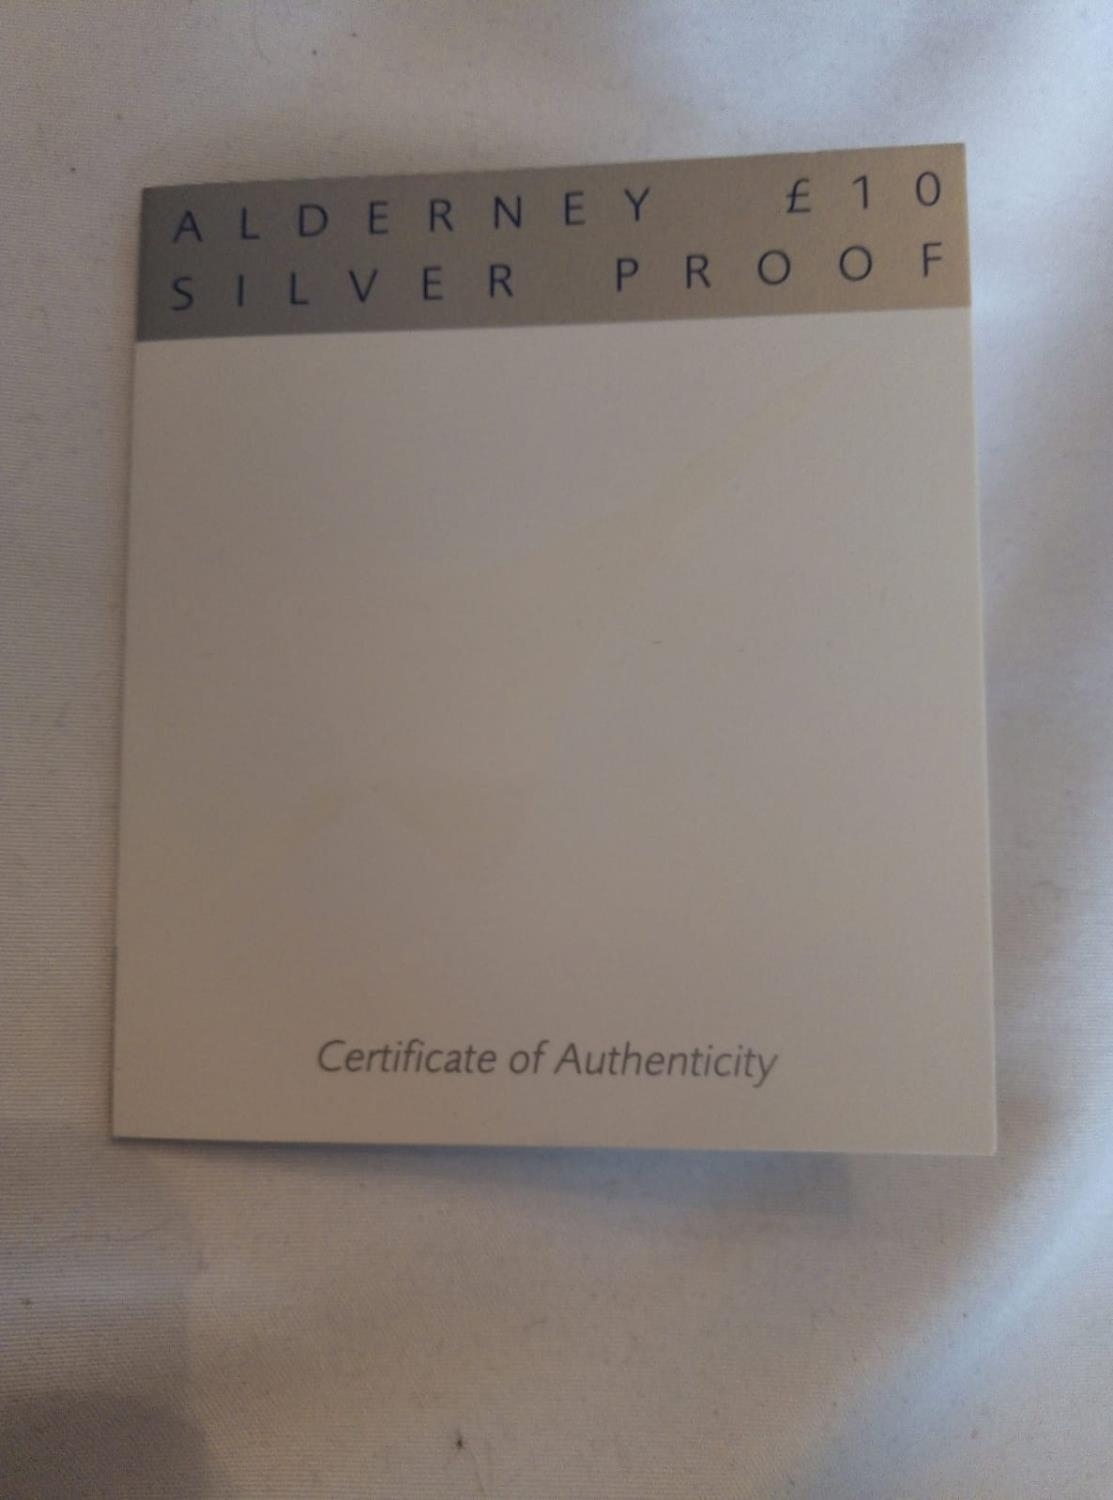 ALDERNEY £10
SILVER PROOF
Certificate of Authenticity